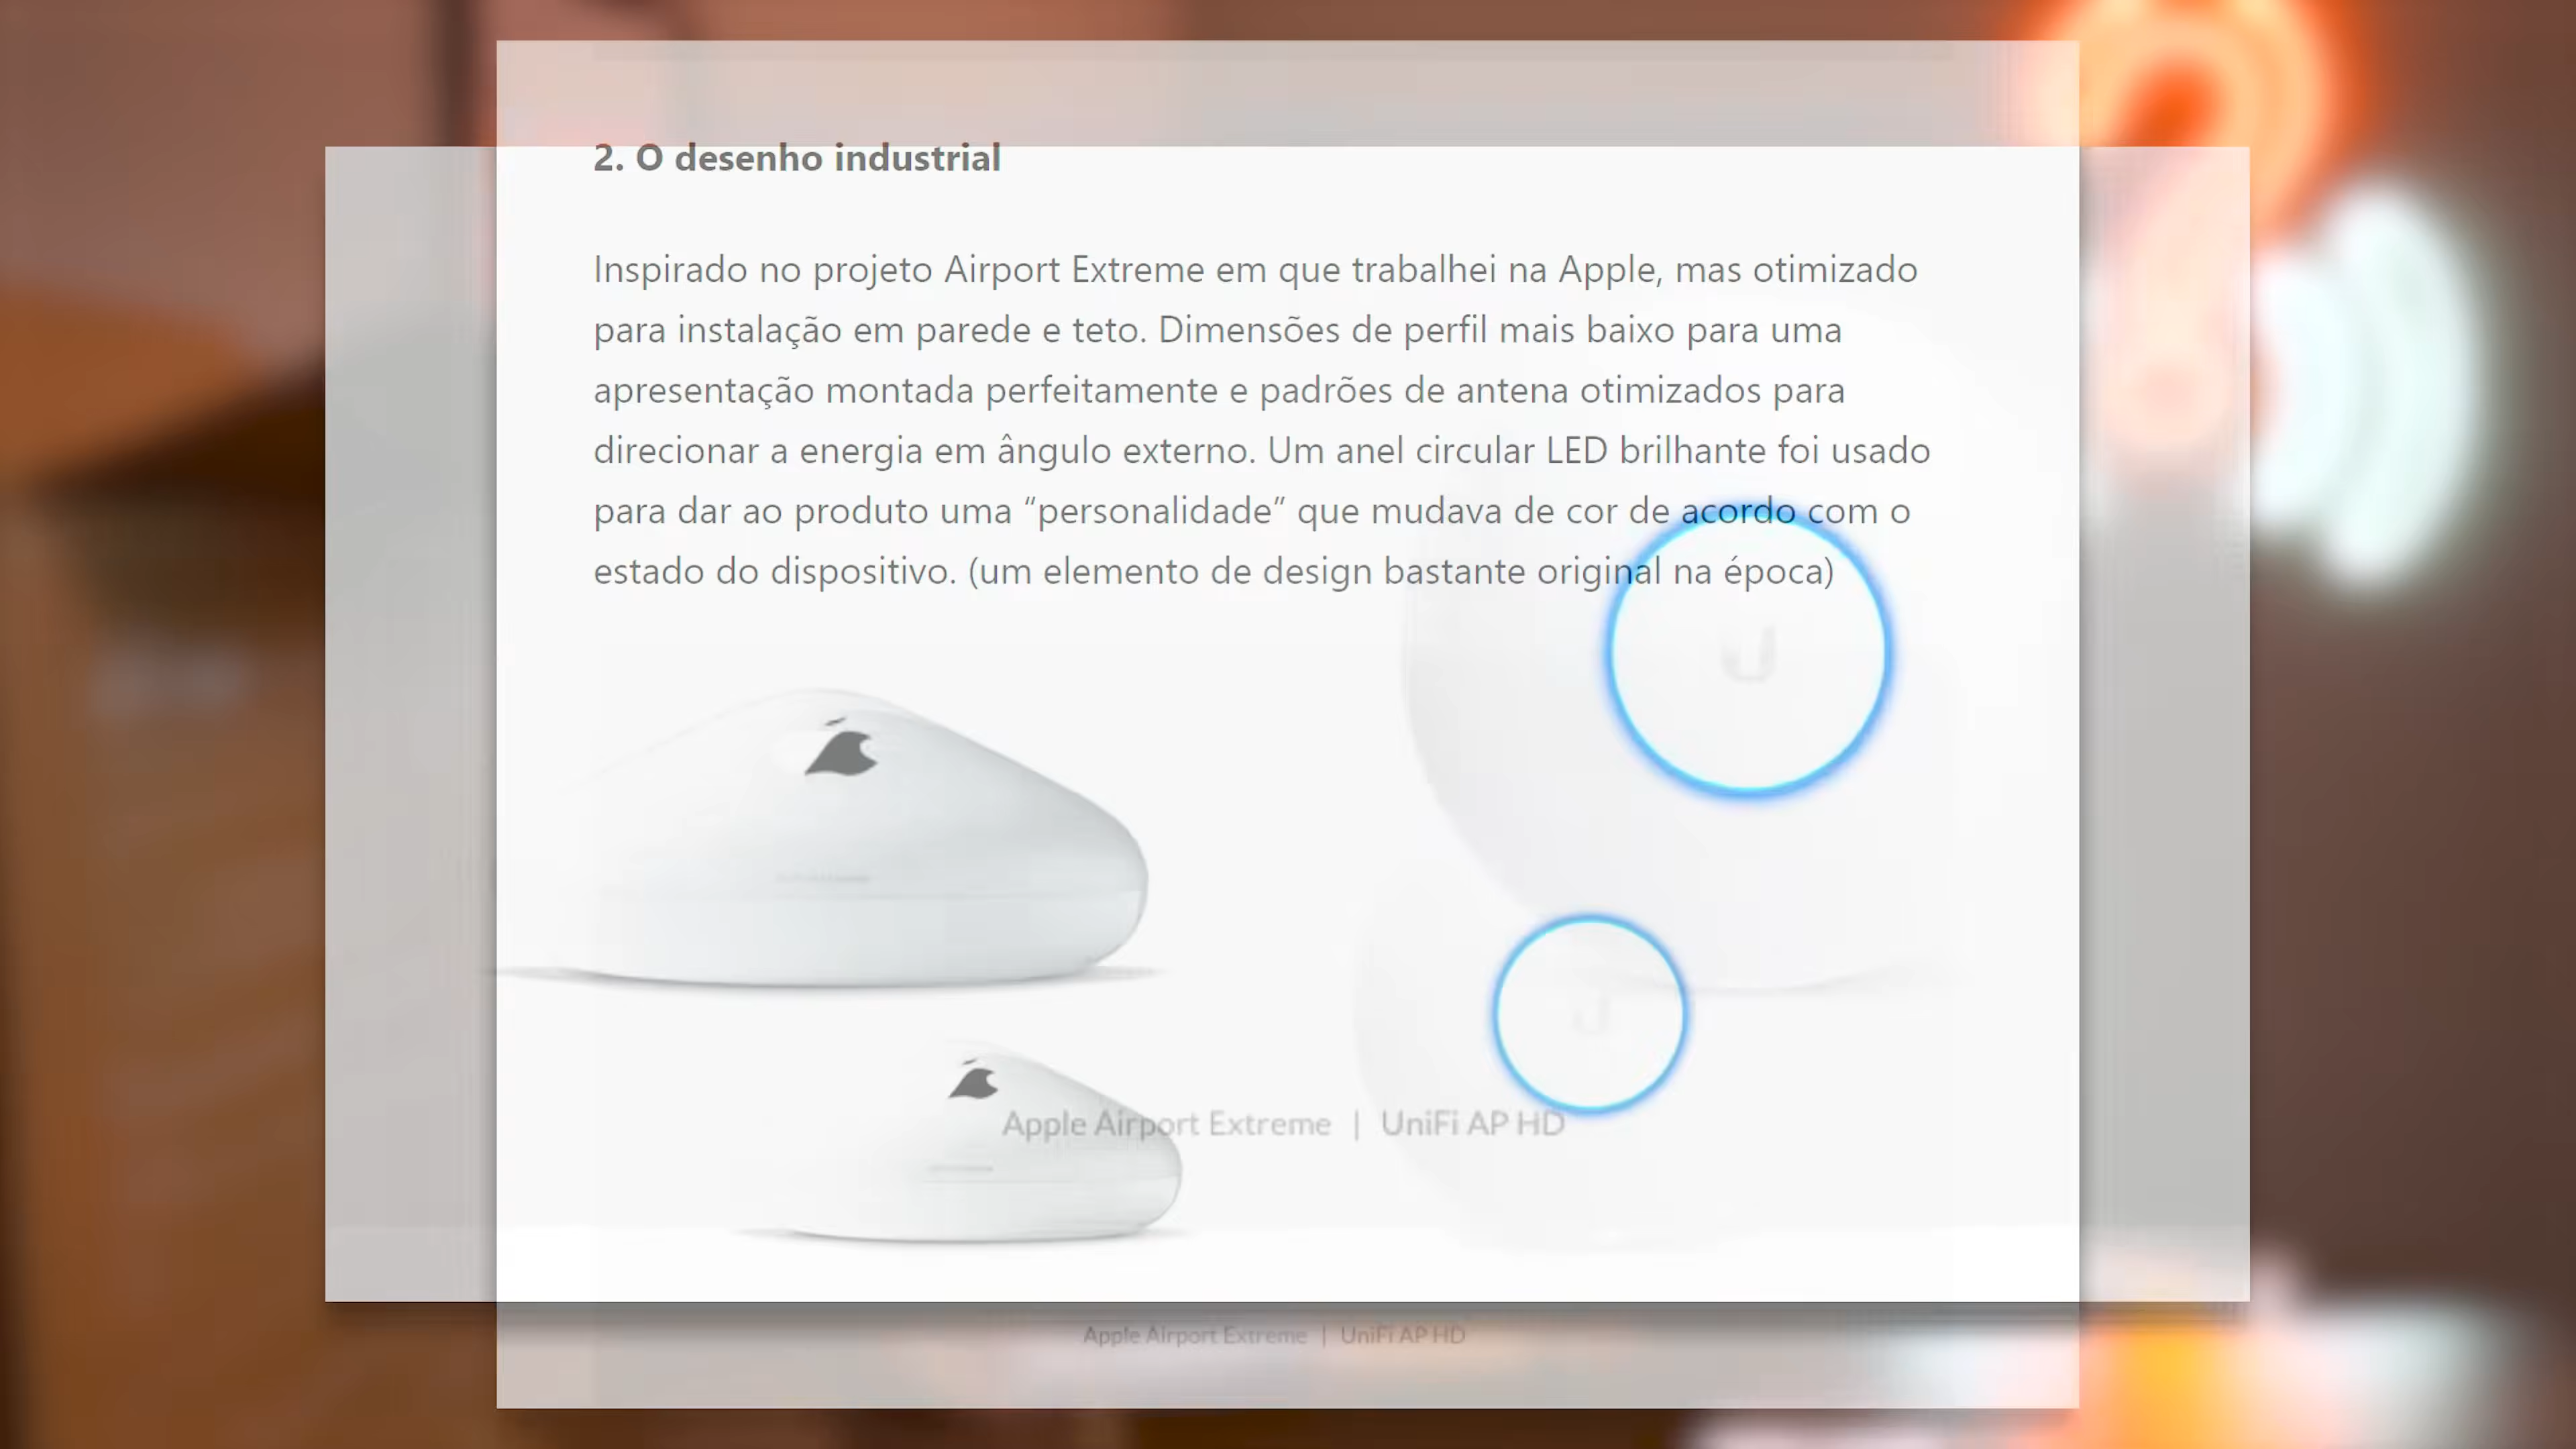 2. O desenho industrial
Inspirado no projeto Airport Extreme em que trabalhei na Apple, mas otimizado
para instalação em parede e teto. Dimensões de perfil mais baixo para uma
apresentação montada perfeitamente e padrões de antena otimizados para
direcionar a energia em ângulo externo. Um anel circular LED brilhante foi usado
para dar ao produto uma “personalidade” que mudava de cor de acordo com o
estado do dispositivo. (um elemento de design bastante original na época)
Apple Airport Extreme | UniFi AP HD
Apple Airport Extreme | UniFi AP HD